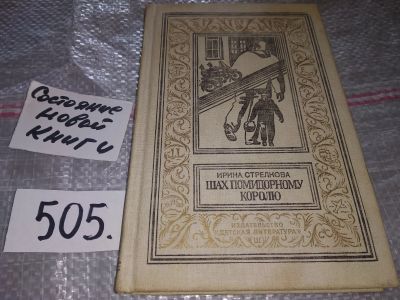 Состояние
новой
книги
505.
ИРИНА СТРЕЛКОВА
ШАХ ПОМИДОРНОМУ
КОРОЛЮ
ИЗДАТЕЛЬСТВО
«ДЕТСКАЯ ЛИТЕРАТУРА»